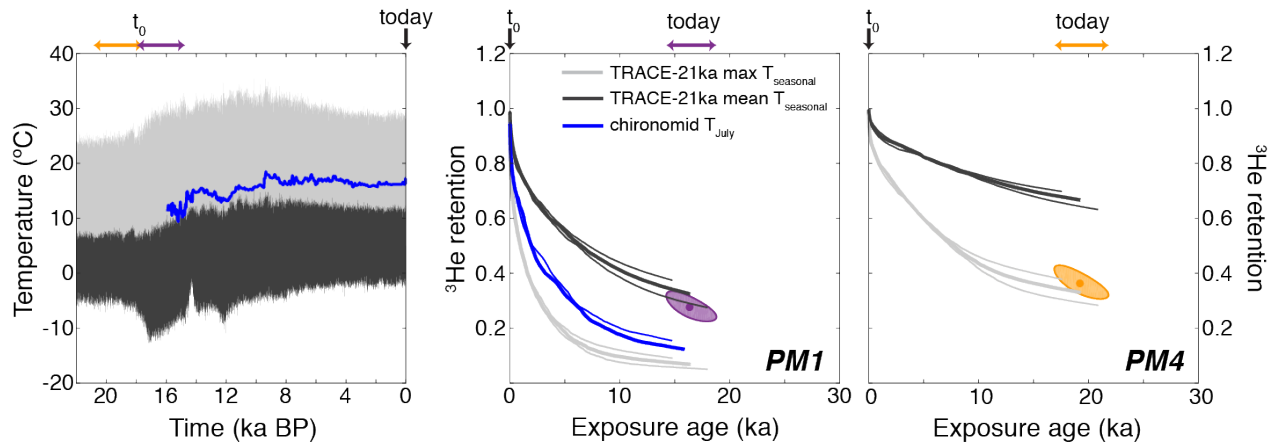 t0
today
40
30
20
10
0
-10
-20
Temperature (ºC)
20
16
12
8
4
0
Time (ka BP)
t0
today
TRACE-21ka max Tseasonal
TRACE-21ka mean Tseasonal
chironomid TJuly
1.2
1.0
0.8
0.6
0.4
0.2
3He retention
PM1
0
10
20
30
Exposure age (ka)
t0
today
PM4
0
10
20
30
Exposure age (ka)
1.2
1.0
0.8
0.6
0.4
0.2
3He retention